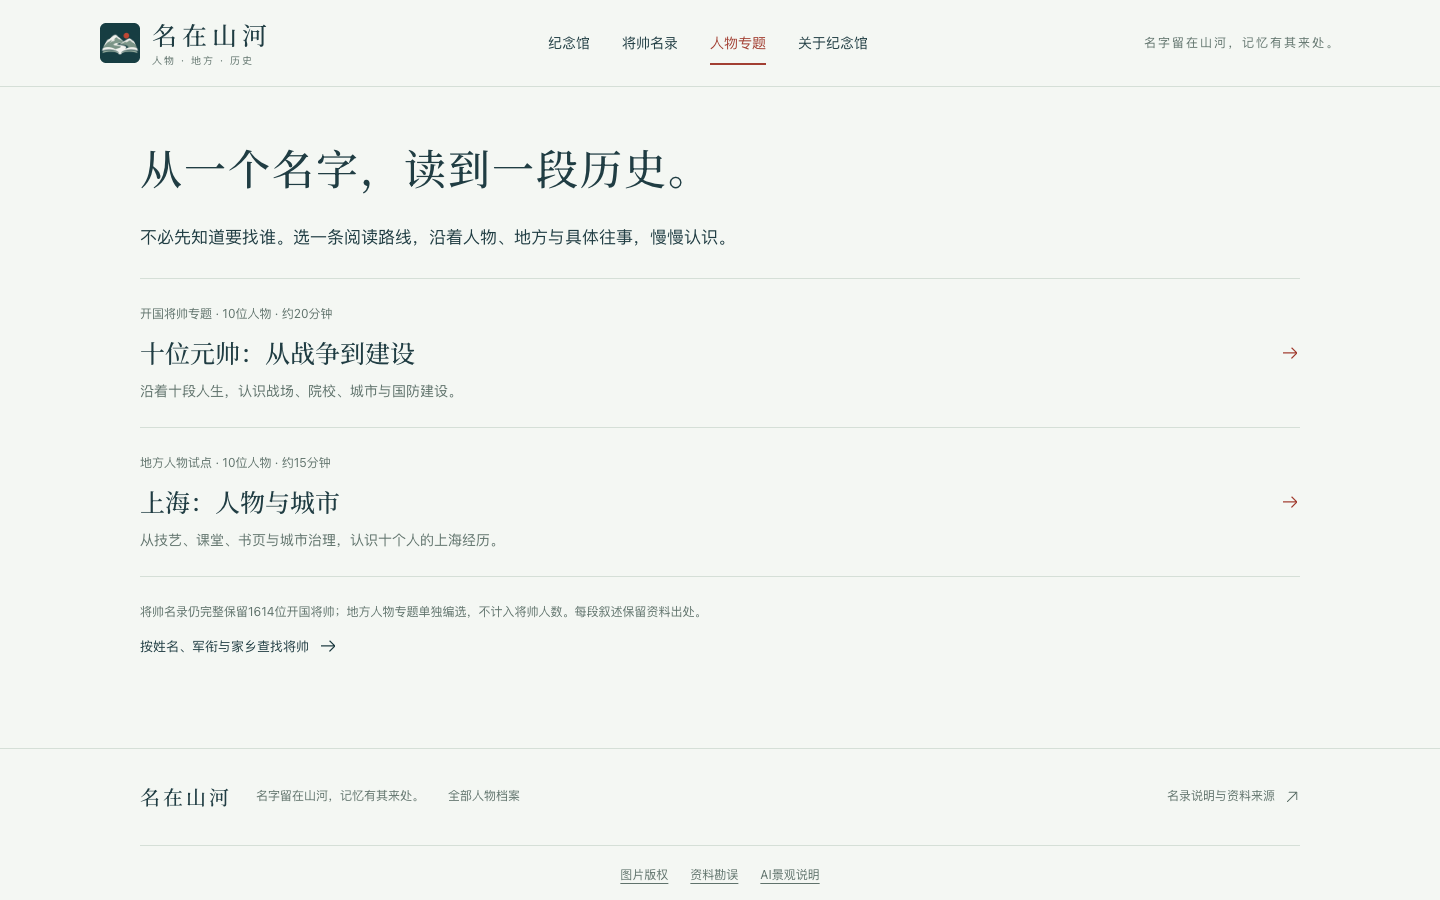 名在山河
人物 · 地方 · 历史
纪念馆
将帅名录
人物专题
关于纪念馆
名字留在山河，记忆有其来处。
从一个名字，读到一段历史。
不必先知道要找谁。选一条阅读路线，沿着人物、地方与具体往事，慢慢认识。
开国将帅专题 · 10位人物 · 约20分钟
十位元帅：从战争到建设
沿着十段人生，认识战场、院校、城市与国防建设。
地方人物试点 · 10位人物 · 约15分钟
上海：人物与城市
从技艺、课堂、书页与城市治理，认识十个人的上海经历。
将帅名录仍完整保留1614位开国将帅；地方人物专题单独编选，不计入将帅人数。每段叙述保留资料出处。
按姓名、军衔与家乡查找将帅
名在山河
名字留在山河，记忆有其来处。
全部人物档案
名录说明与资料来源
图片版权
资料勘误
AI景观说明